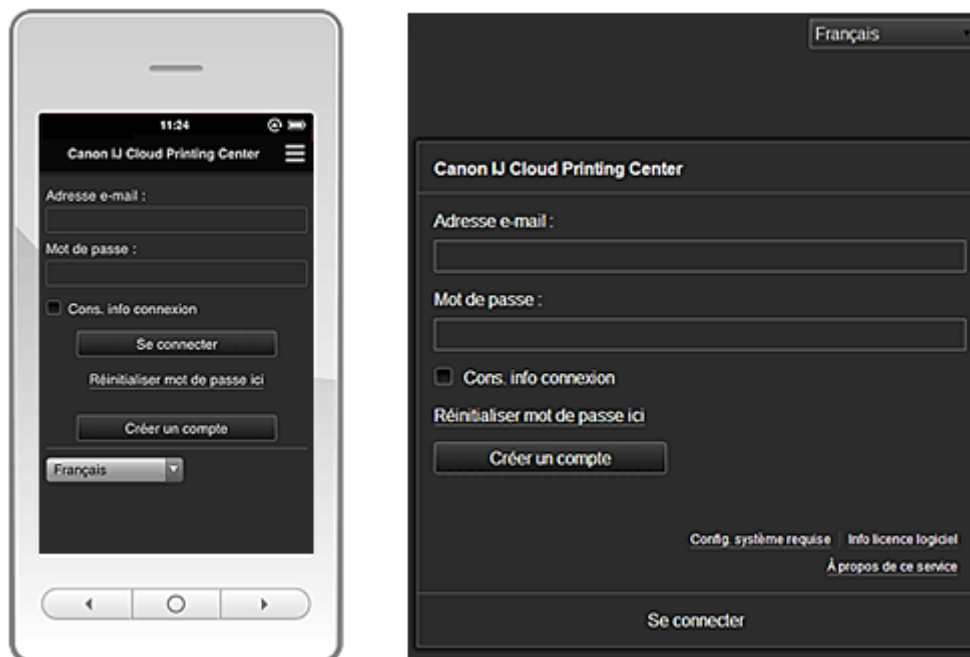 11:24
Canon IJ Cloud Printing Center
Adresse e-mail :
Mot de passe :
Cons. info connexion
Se connecter
Réinitialiser mot de passe ici
Créer un compte
Français
Français
Canon IJ Cloud Printing Center
Adresse e-mail :
Mot de passe :
Cons. info connexion
Réinitialiser mot de passe ici
Créer un compte
Config. système requise Info licence logiciel
À propos de ce service
Se connecter